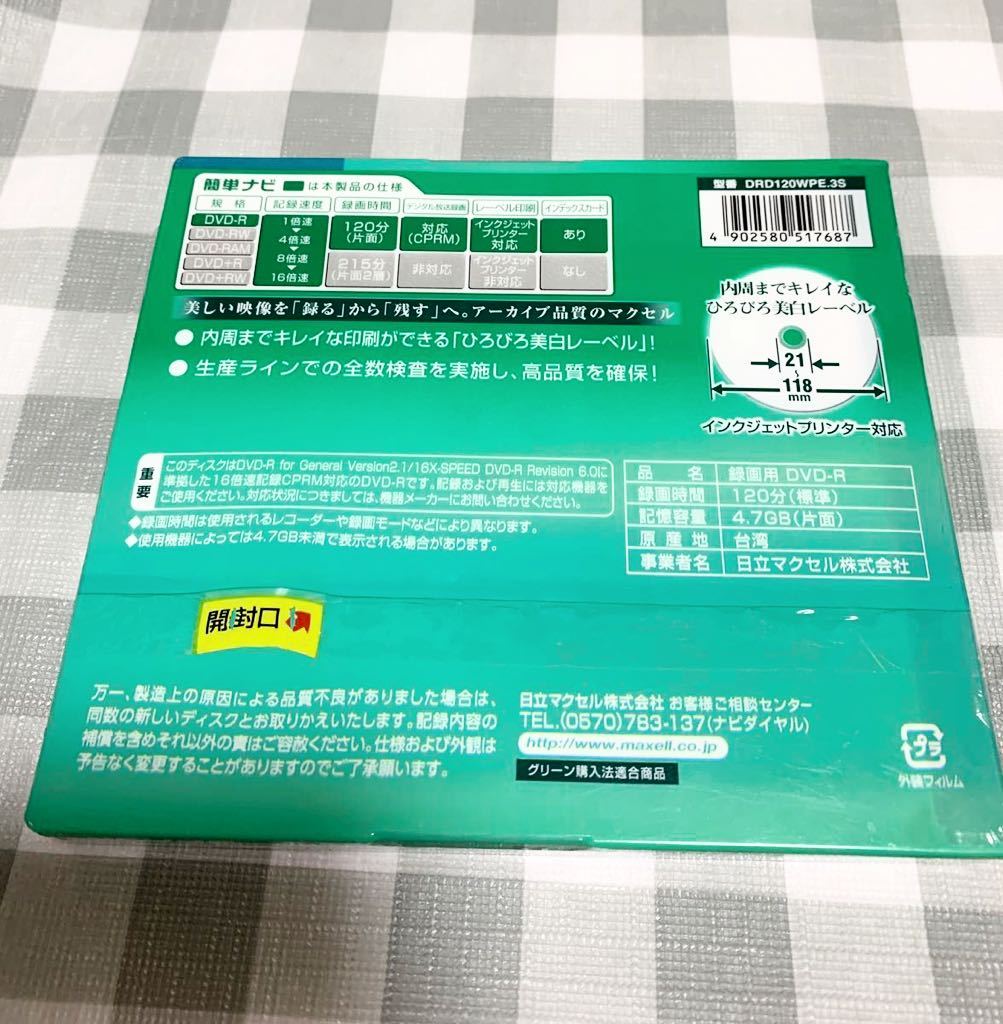 簡単ナビ は本製品の仕様
規格 記録速度 録画時間 デジタル放送録画 レーベル印刷 インデックスカード
DVD-R
DVD-RW
DVD-RAM
DVD+R
DVD+RW
1倍速
4倍速
8倍速
16倍速
120分
(片面)
215分
(片面2層)
対応
(CPRM)
非対応
インクジェット
プリンター
対応
インクジェット
プリンター
非対応
あり
なし
型番 DRD120WPE.3S
4 902580 517687
美しい映像を「録る」から「残す」へ。アーカイブ品質のマクセル
●内周までキレイな印刷ができる「ひろびろ美白レーベル」!
●生産ラインでの全数検査を実施し、高品質を確保!
内周までキレイな
ひろびろ美白レーベル
21
~
118
mm
インクジェットプリンター対応
重要
このディスクはDVD-R for General Version2.1/16X-SPEED DVD-R Revision 6.0に
準拠した16倍速記録CPRM対応のDVD-Rです。記録および再生には対応機器を
ご使用ください。対応状況につきましては、機器メーカーにお問い合わせください。
◆録画時間は使用されるレコーダーや録画モードなどにより異なります。
◆使用機器によっては4.7GB未満で表示される場合があります。
品名 録画用 DVD-R
録画時間 120分(標準)
記憶容量 4.7GB(片面)
原産地 台湾
事業者名 日立マクセル株式会社
開封口
万一、製造上の原因による品質不良がありました場合は、
同数の新しいディスクとお取りかえいたします。記録内容の
補償を含めそれ以外の責はご容赦ください。仕様および外観は
予告なく変更することがありますのでご了承願います。
日立マクセル株式会社 お客様ご相談センター
TEL.(0570)783-137(ナビダイヤル)
http://www.maxell.co.jp
グリーン購入法適合商品
プラ
外装フィルム